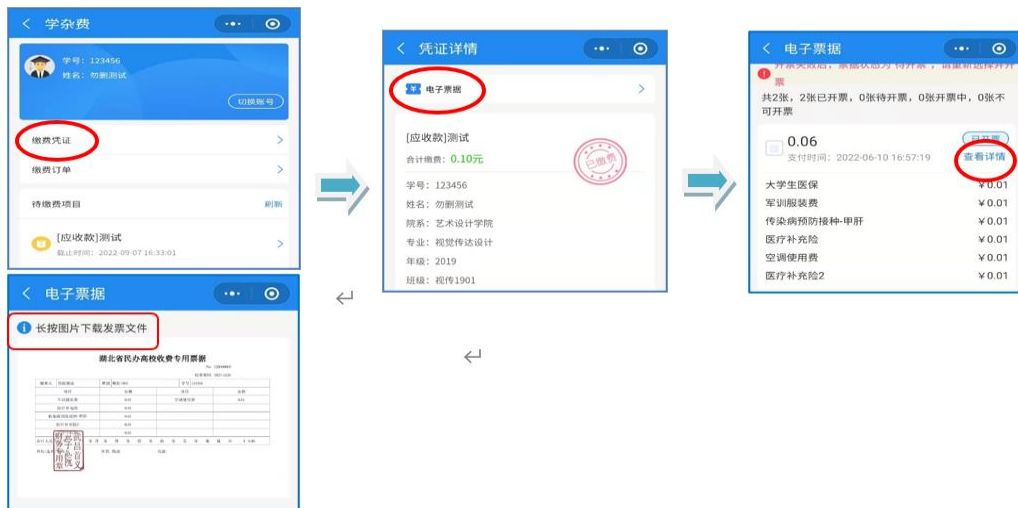 学杂费
学号：123456
姓名：勿删测试
切换账号
缴费凭证
缴费订单
待缴费项目
刷新
[应收款]测试
截止时间：2022-09-07 16:33:01
凭证详情
电子票据
[应收款]测试
合计缴费：0.10元
已缴费
学号：123456
姓名：勿删测试
院系：艺术设计学院
专业：视觉传达设计
年级：2019
班级：视传1901
电子票据
票
共2张，2张已开票，0张待开票，0张开票中，0张不
可开票
0.06
已开票
支付时间：2022-06-10 16:57:19
查看详情
大学生医保 ￥0.01
军训服装费 ￥0.01
传染病预防接种-甲肝 ￥0.01
医疗补充险 ￥0.01
空调使用费 ￥0.01
医疗补充险2 ￥0.01
电子票据
长按图片下载发票文件
湖北省民办高校收费专用票据